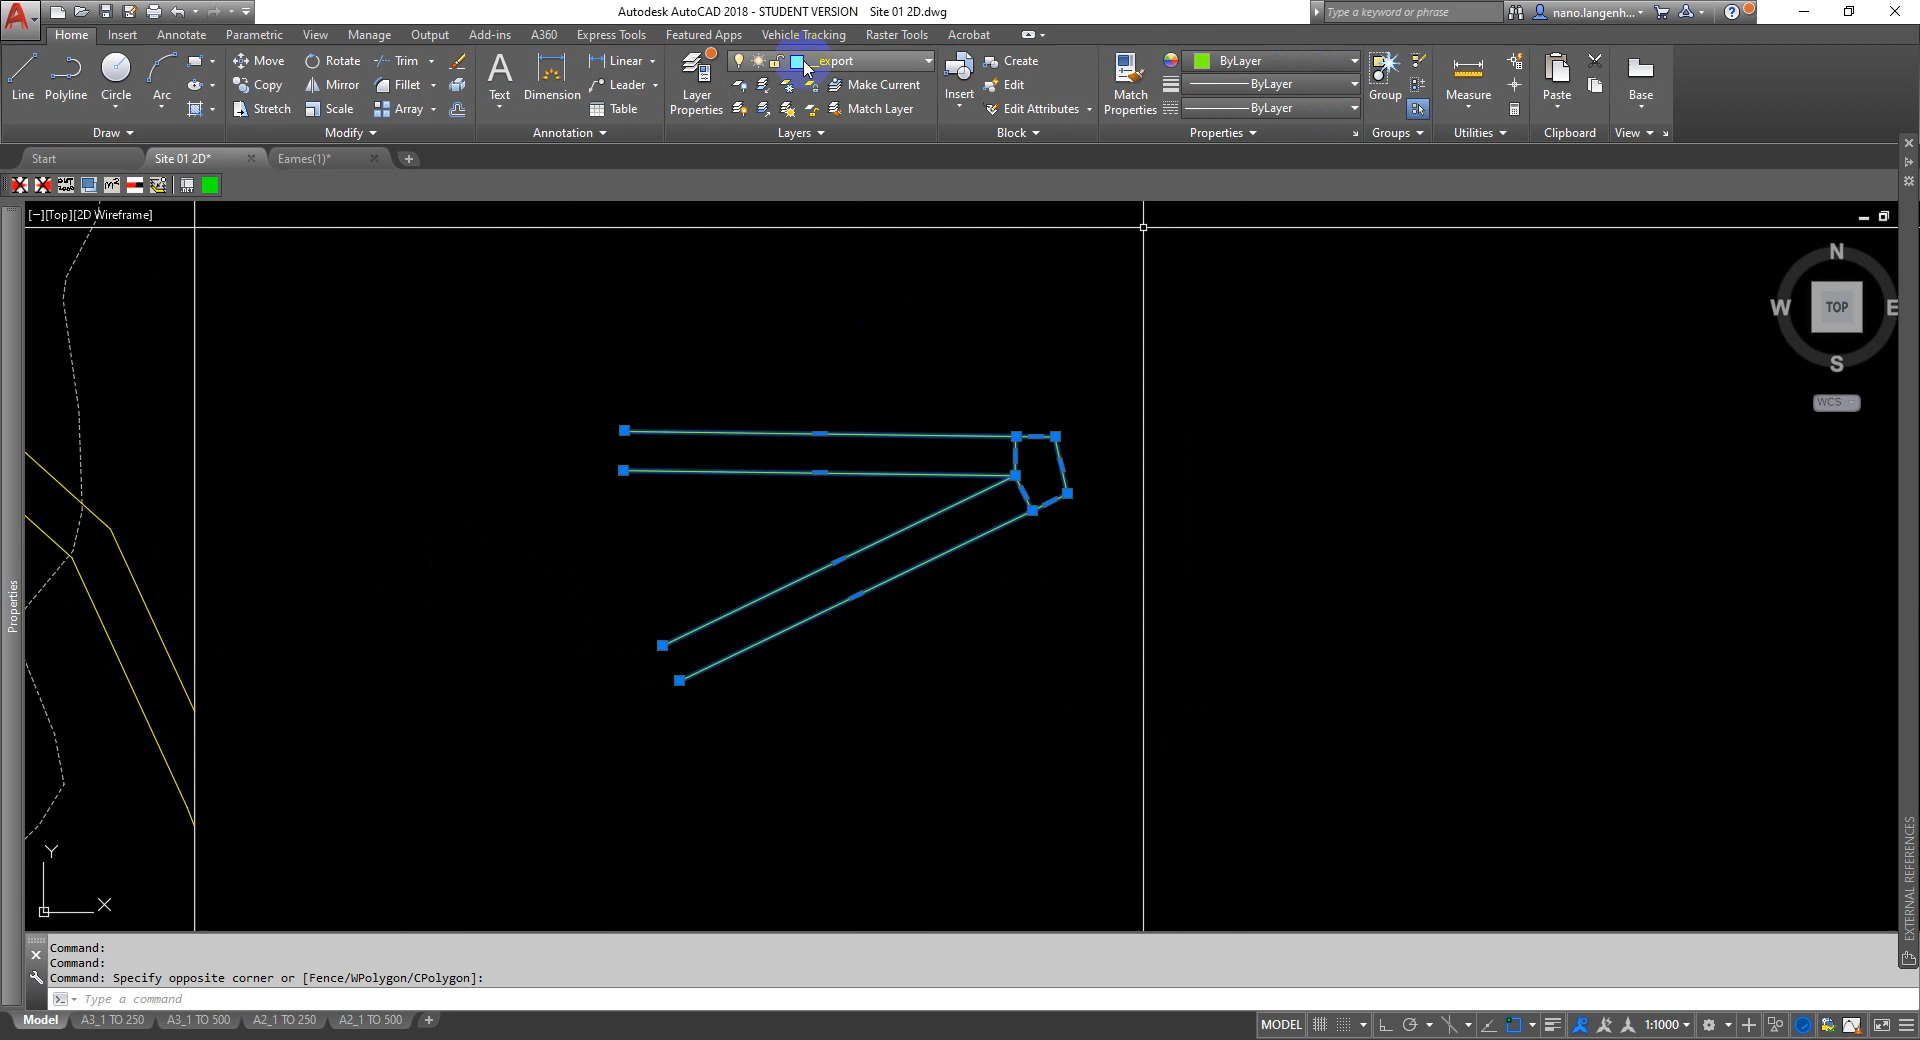 Autodesk AutoCAD 2018 - STUDENT VERSION Site 01 2D.dwg
Type a keyword or phrase
nano.langenh...
Home Insert Annotate Parametric View Manage Output Add-ins A360 Express Tools Featured Apps Vehicle Tracking Raster Tools Acrobat
Line Polyline Circle Arc
Draw
Move Rotate Trim
Copy Mirror Fillet
Stretch Scale Array
Modify
Text Dimension
Linear
Leader
Table
Annotation
Layer Properties
export
Make Current
Match Layer
Layers
Insert
Create
Edit
Edit Attributes
Block
Match Properties
ByLayer
ByLayer
ByLayer
Properties
Group
Groups
Measure
Utilities
Paste
Clipboard
Base
View
Start Site 01 2D* Eames(1)*
[−][Top][2D Wireframe]
N
W TOP E
S
WCS
Properties
EXTERNAL REFERENCES
Y
X
Command:
Command:
Command: Specify opposite corner or [Fence/WPolygon/CPolygon]:
Type a command
Model A3_1 TO 250 A3_1 TO 500 A2_1 TO 250 A2_1 TO 500
MODEL 1:1000